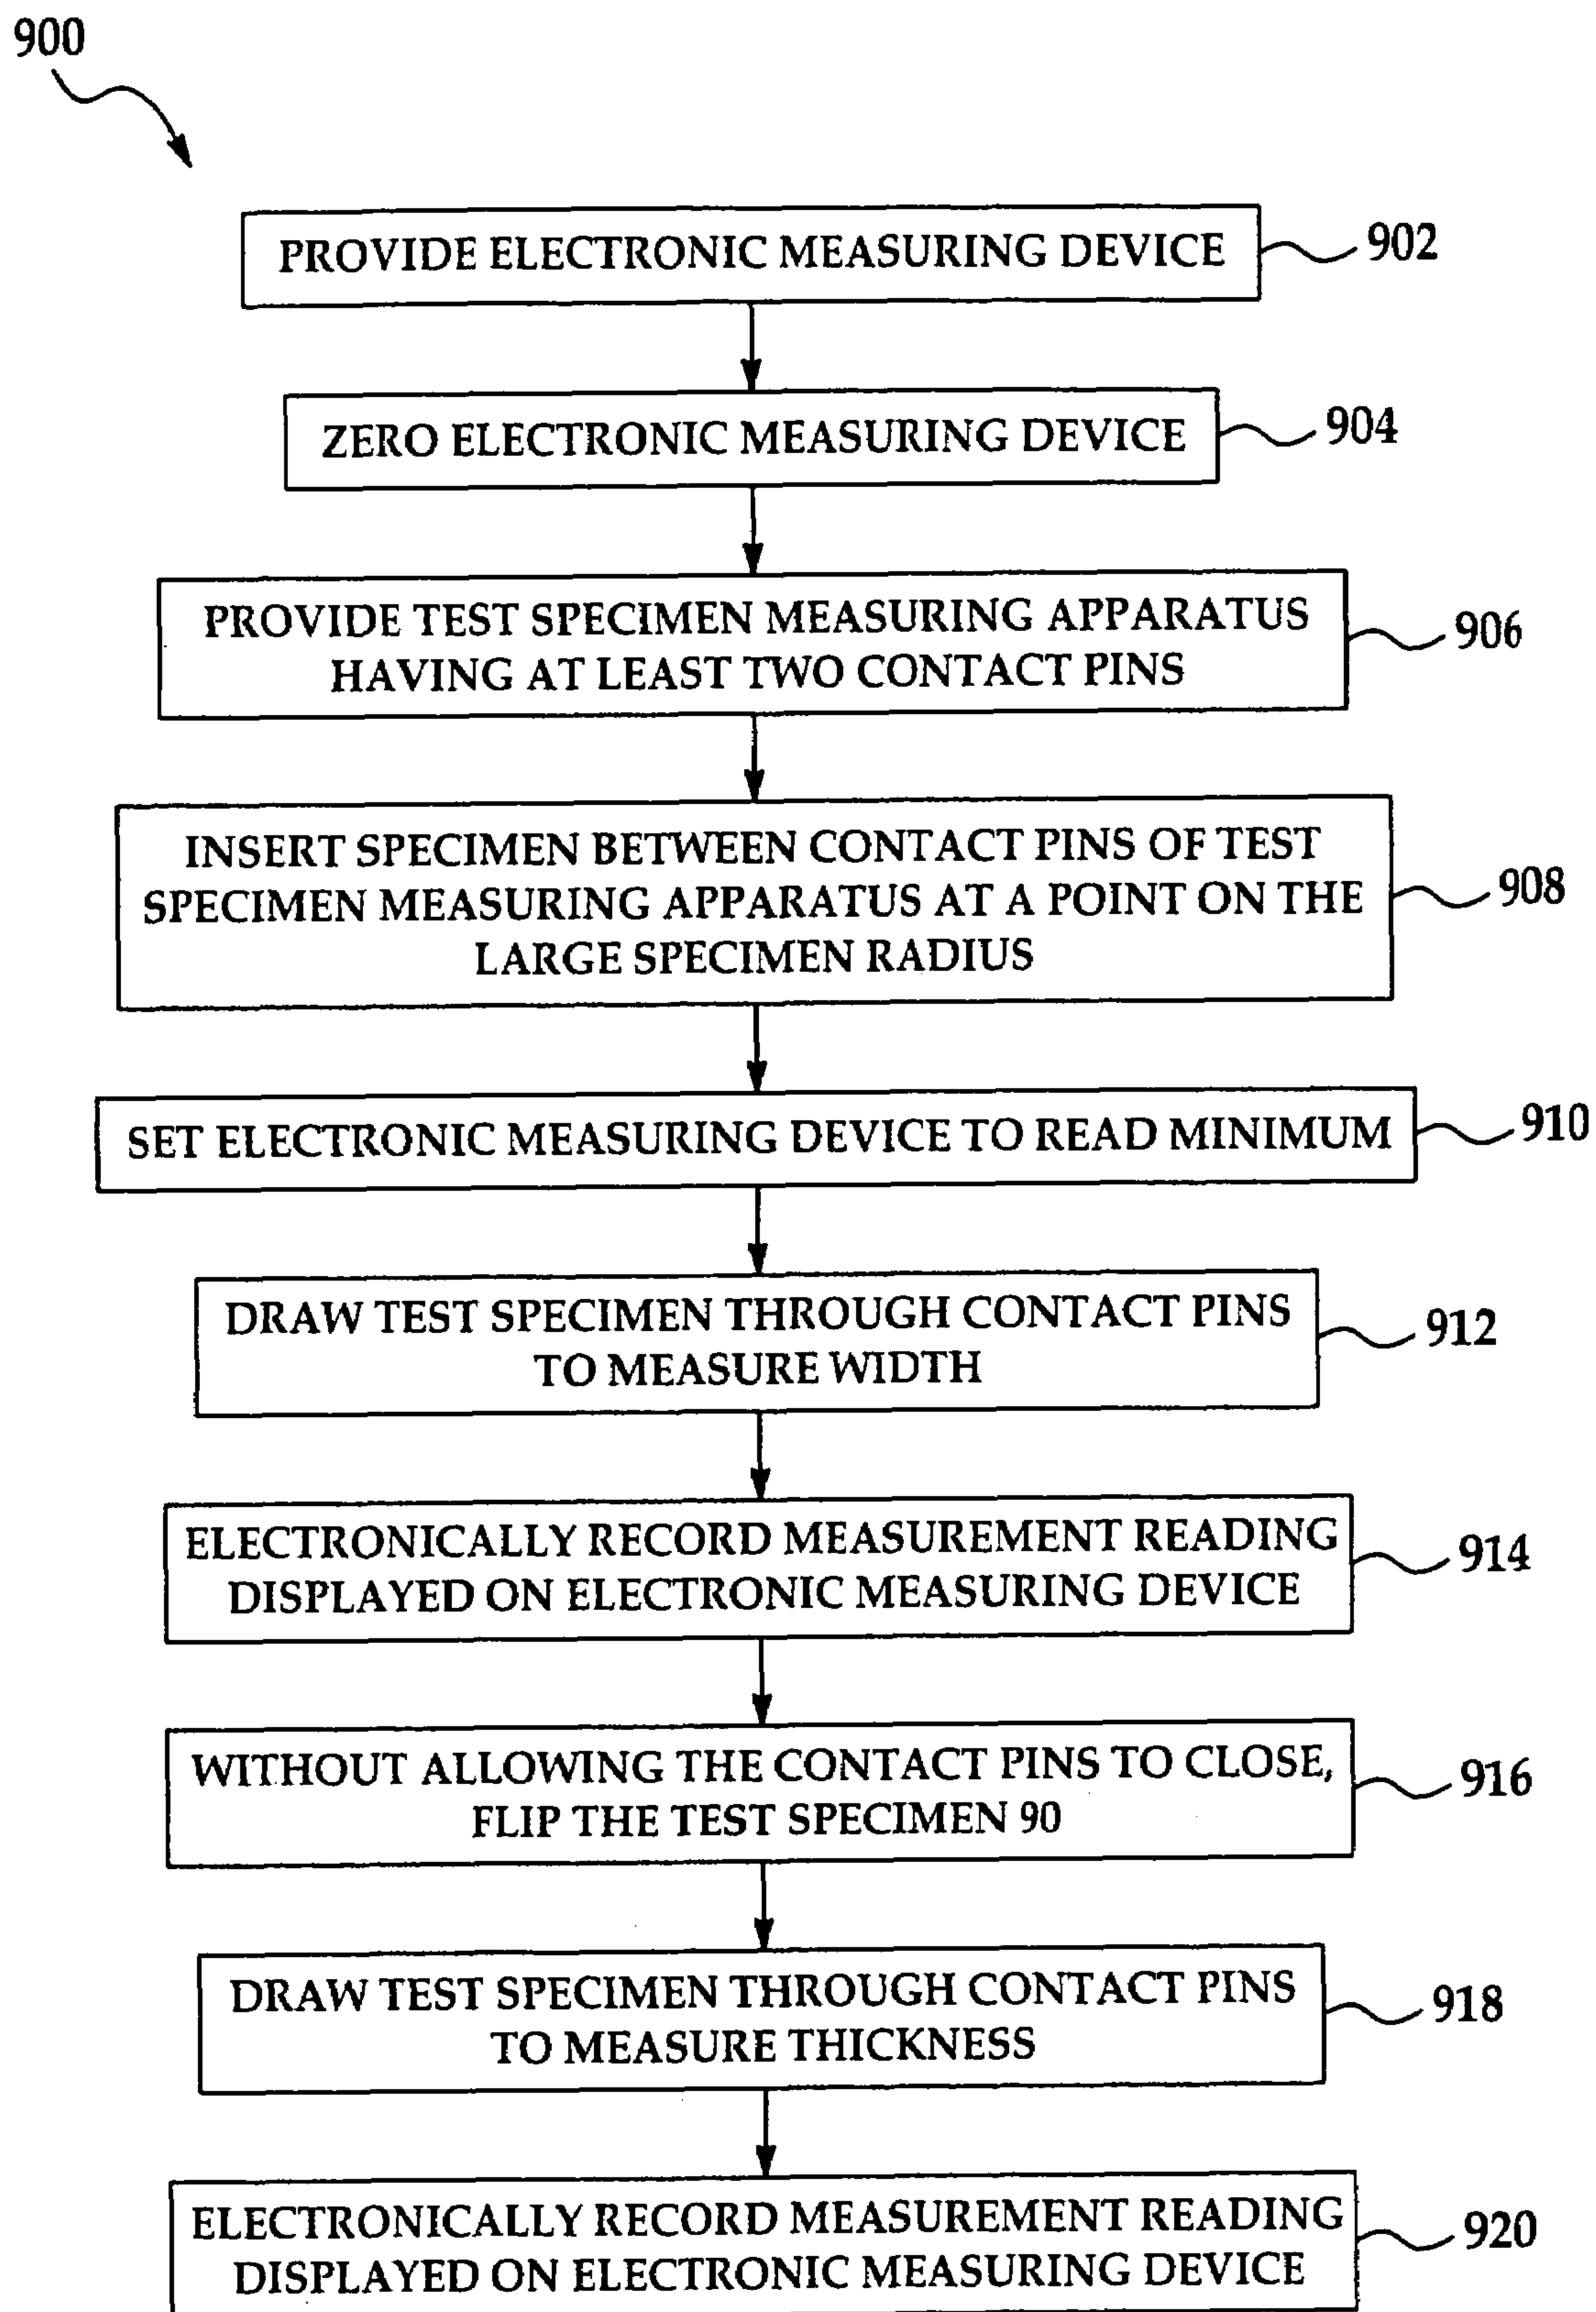 900
PROVIDE ELECTRONIC MEASURING DEVICE
902
ZERO ELECTRONIC MEASURING DEVICE
904
PROVIDE TEST SPECIMEN MEASURING APPARATUS
HAVING AT LEAST TWO CONTACT PINS
906
INSERT SPECIMEN BETWEEN CONTACT PINS OF TEST
SPECIMEN MEASURING APPARATUS AT A POINT ON THE
LARGE SPECIMEN RADIUS
908
SET ELECTRONIC MEASURING DEVICE TO READ MINIMUM
910
DRAW TEST SPECIMEN THROUGH CONTACT PINS
TO MEASURE WIDTH
912
ELECTRONICALLY RECORD MEASUREMENT READING
DISPLAYED ON ELECTRONIC MEASURING DEVICE
914
WITHOUT ALLOWING THE CONTACT PINS TO CLOSE,
FLIP THE TEST SPECIMEN 90
916
DRAW TEST SPECIMEN THROUGH CONTACT PINS
TO MEASURE THICKNESS
918
ELECTRONICALLY RECORD MEASUREMENT READING
DISPLAYED ON ELECTRONIC MEASURING DEVICE
920